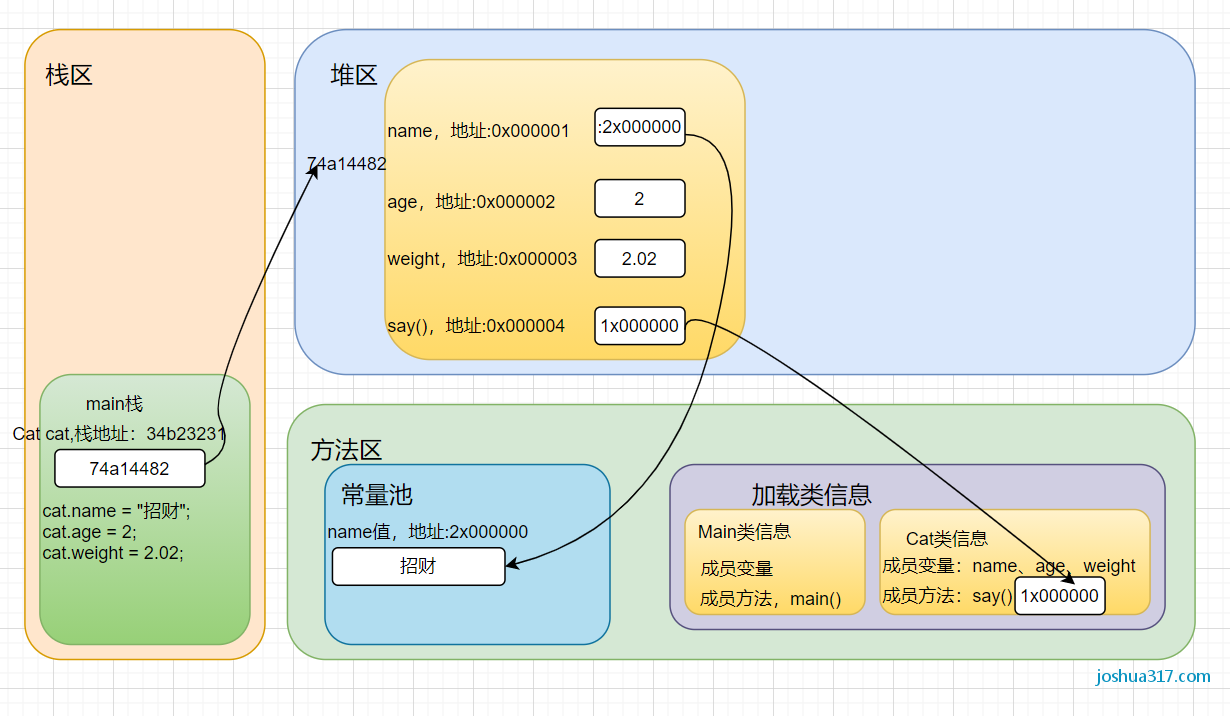 栈区
main栈
Cat cat,栈地址：34b23231
74a14482
cat.name = "招财";
cat.age = 2;
cat.weight = 2.02;
堆区
74a14482
name，地址:0x000001
:2x000000
age，地址:0x000002
2
weight，地址:0x000003
2.02
say()，地址:0x000004
1x000000
方法区
常量池
name值，地址:2x000000
招财
加载类信息
Main类信息
成员变量
成员方法，main()
Cat类信息
成员变量：name、age、weight
成员方法：say()
1x000000
joshua317.com